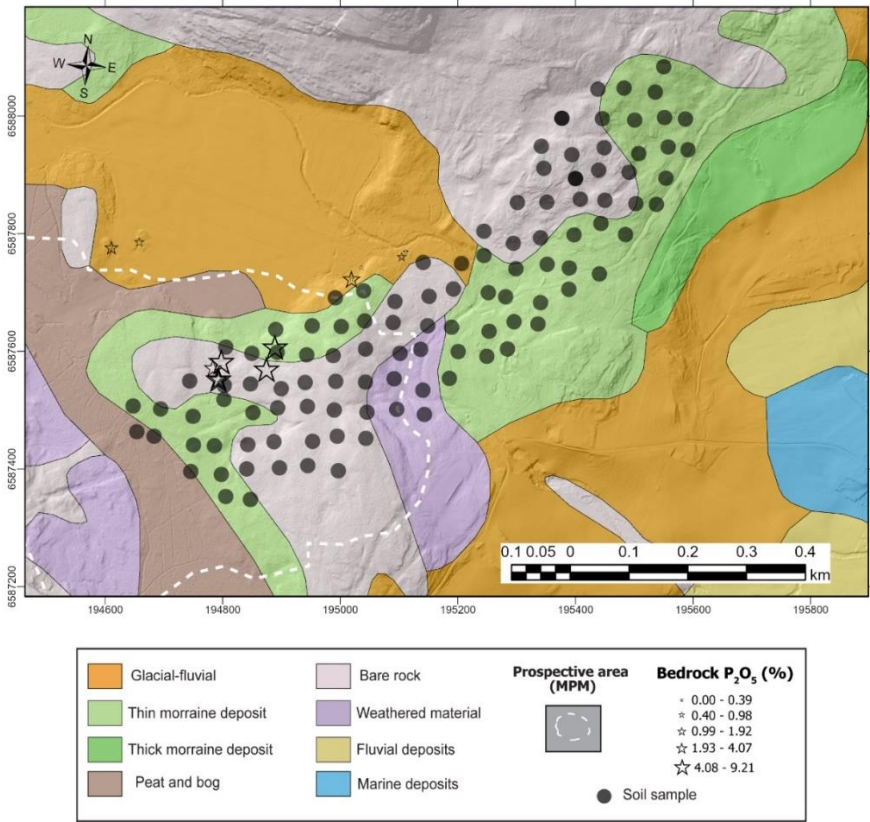 N
W E
S
6588000
6587800
6587600
6587400
6587200
0.1 0.05 0 0.1 0.2 0.3 0.4
km
194600 194800 195000 195200 195400 195600 195800
Glacial-fluvial
Thin morraine deposit
Thick morraine deposit
Peat and bog
Bare rock
Weathered material
Fluvial deposits
Marine deposits
Prospective area
(MPM)
Bedrock P₂O₅ (%)
0.00 - 0.39
0.40 - 0.98
0.99 - 1.92
1.93 - 4.07
4.08 - 9.21
Soil sample